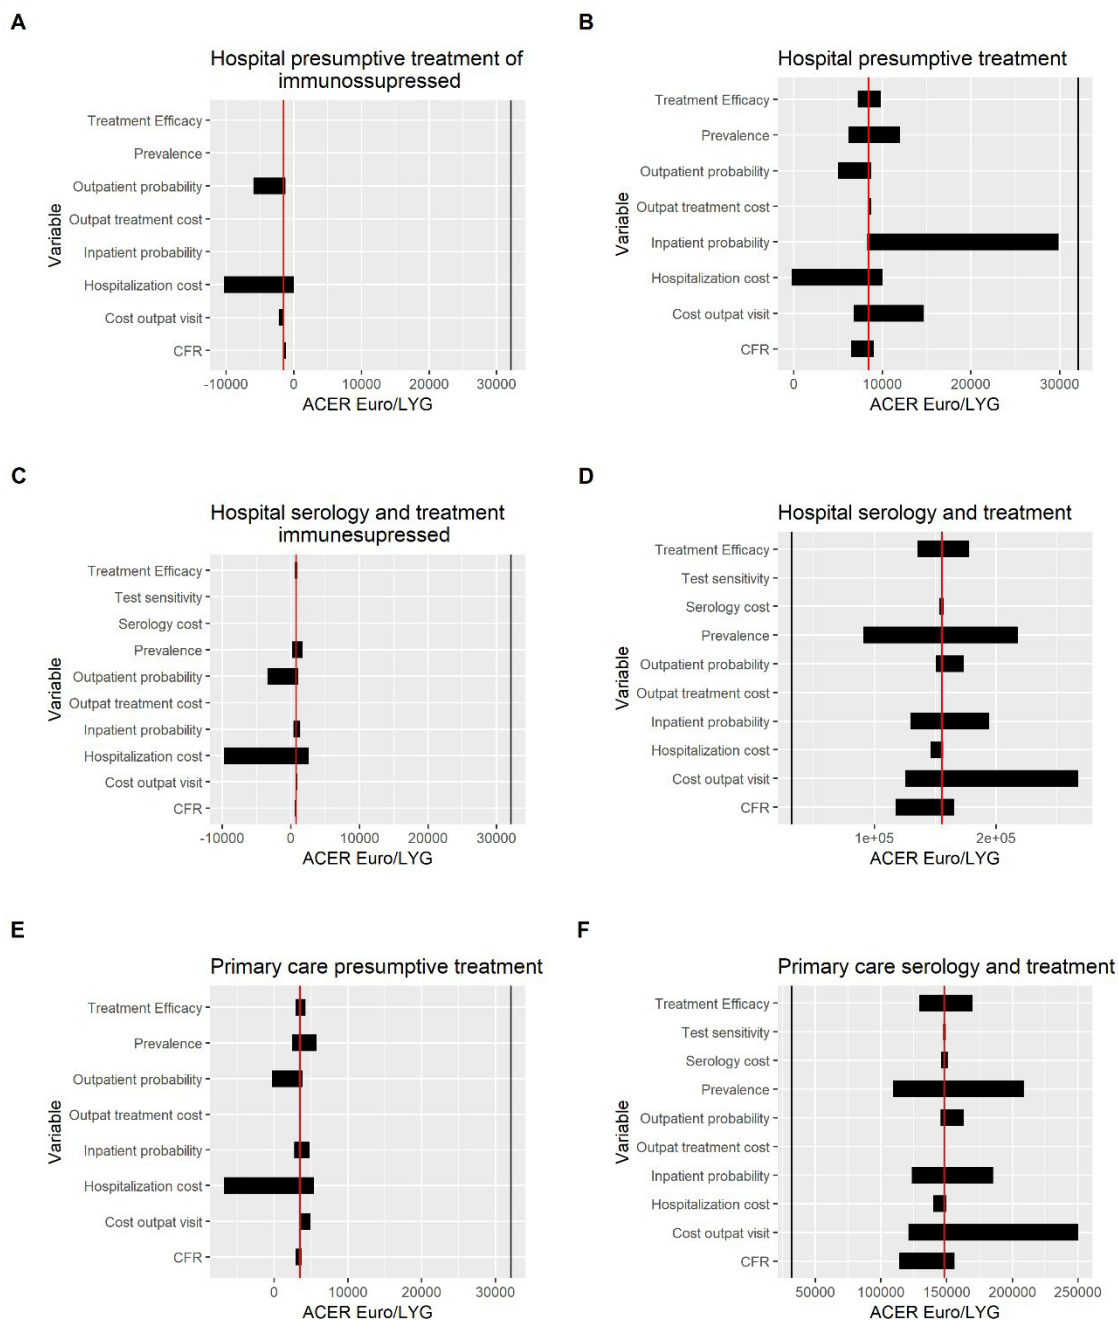 A
Hospital presumptive treatment of
immunossupressed
Variable
Treatment Efficacy
Prevalence
Outpatient probability
Outpat treatment cost
Inpatient probability
Hospitalization cost
Cost outpat visit
CFR
-10000 0 10000 20000 30000
ACER Euro/LYG
B
Hospital presumptive treatment
Variable
Treatment Efficacy
Prevalence
Outpatient probability
Outpat treatment cost
Inpatient probability
Hospitalization cost
Cost outpat visit
CFR
0 10000 20000 30000
ACER Euro/LYG
C
Hospital serology and treatment
immunesupressed
Variable
Treatment Efficacy
Test sensitivity
Serology cost
Prevalence
Outpatient probability
Outpat treatment cost
Inpatient probability
Hospitalization cost
Cost outpat visit
CFR
-10000 0 10000 20000 30000
ACER Euro/LYG
D
Hospital serology and treatment
Variable
Treatment Efficacy
Test sensitivity
Serology cost
Prevalence
Outpatient probability
Outpat treatment cost
Inpatient probability
Hospitalization cost
Cost outpat visit
CFR
1e+05 2e+05
ACER Euro/LYG
E
Primary care presumptive treatment
Variable
Treatment Efficacy
Prevalence
Outpatient probability
Outpat treatment cost
Inpatient probability
Hospitalization cost
Cost outpat visit
CFR
0 10000 20000 30000
ACER Euro/LYG
F
Primary care serology and treatment
Variable
Treatment Efficacy
Test sensitivity
Serology cost
Prevalence
Outpatient probability
Outpat treatment cost
Inpatient probability
Hospitalization cost
Cost outpat visit
CFR
50000 100000 150000 200000 250000
ACER Euro/LYG